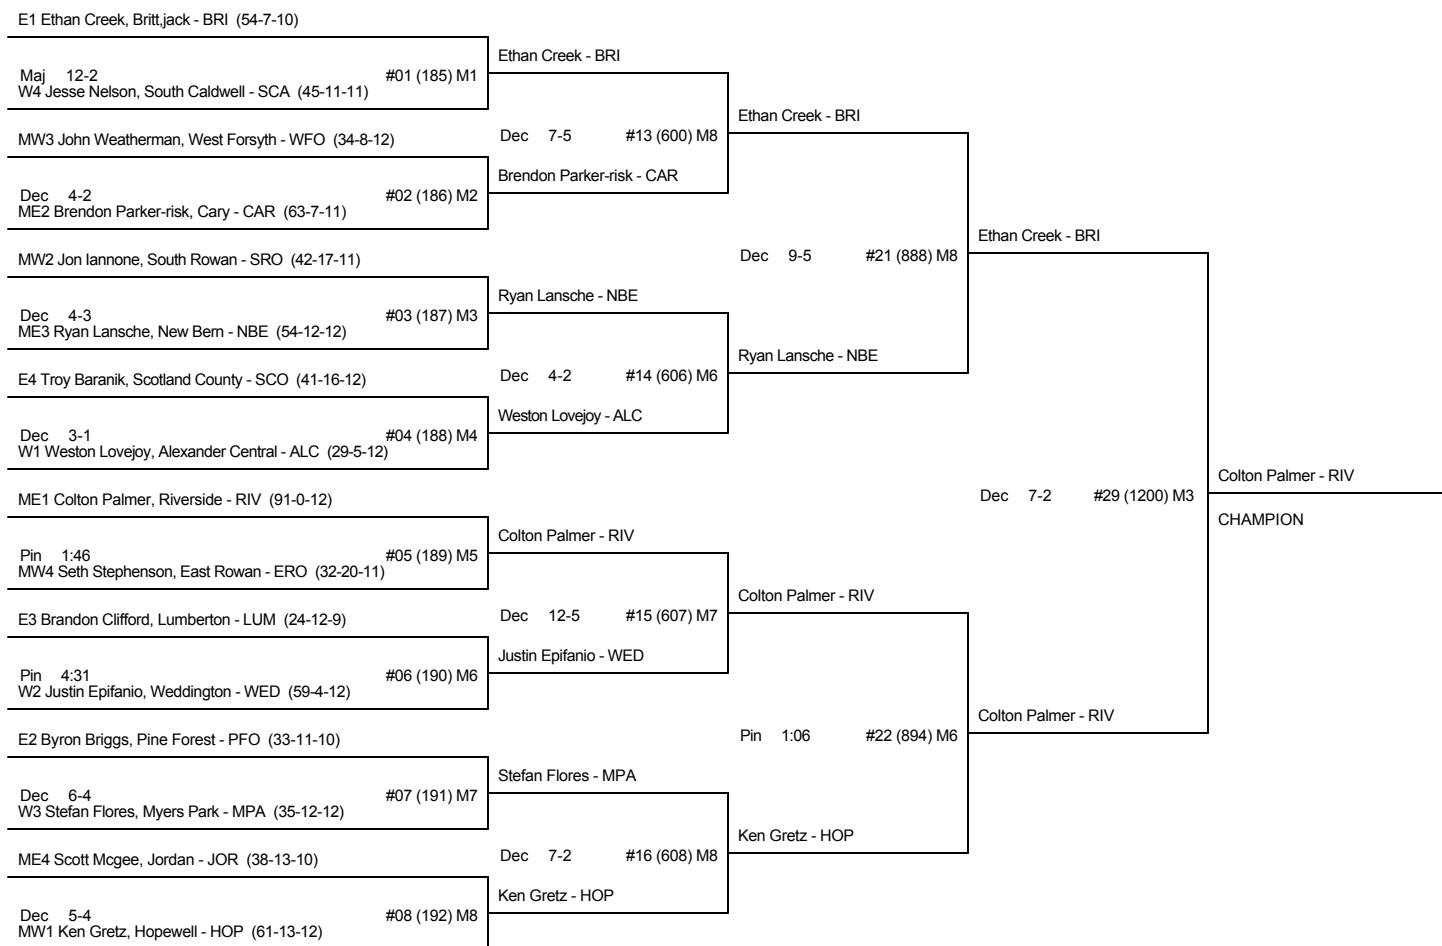 E1 Ethan Creek, Britt,jack - BRI (54-7-10)
Ethan Creek - BRI
Maj 12-2 #01 (185) M1
W4 Jesse Nelson, South Caldwell - SCA (45-11-11)
Ethan Creek - BRI
MW3 John Weatherman, West Forsyth - WFO (34-8-12)
Dec 7-5 #13 (600) M8
Brendon Parker-risk - CAR
Dec 4-2 #02 (186) M2
ME2 Brendon Parker-risk, Cary - CAR (63-7-11)
Ethan Creek - BRI
MW2 Jon Iannone, South Rowan - SRO (42-17-11)
Dec 9-5 #21 (888) M8
Ryan Lansche - NBE
Dec 4-3 #03 (187) M3
ME3 Ryan Lansche, New Bern - NBE (54-12-12)
Ryan Lansche - NBE
E4 Troy Baranik, Scotland County - SCO (41-16-12)
Dec 4-2 #14 (606) M6
Weston Lovejoy - ALC
Dec 3-1 #04 (188) M4
W1 Weston Lovejoy, Alexander Central - ALC (29-5-12)
Colton Palmer - RIV
ME1 Colton Palmer, Riverside - RIV (91-0-12)
Dec 7-2 #29 (1200) M3
CHAMPION
Colton Palmer - RIV
Pin 1:46 #05 (189) M5
MW4 Seth Stephenson, East Rowan - ERO (32-20-11)
Colton Palmer - RIV
E3 Brandon Clifford, Lumberton - LUM (24-12-9)
Dec 12-5 #15 (607) M7
Justin Epifanio - WED
Pin 4:31 #06 (190) M6
W2 Justin Epifanio, Weddington - WED (59-4-12)
Colton Palmer - RIV
E2 Byron Briggs, Pine Forest - PFO (33-11-10)
Pin 1:06 #22 (894) M6
Stefan Flores - MPA
Dec 6-4 #07 (191) M7
W3 Stefan Flores, Myers Park - MPA (35-12-12)
Ken Gretz - HOP
ME4 Scott Mcgee, Jordan - JOR (38-13-10)
Dec 7-2 #16 (608) M8
Ken Gretz - HOP
Dec 5-4 #08 (192) M8
MW1 Ken Gretz, Hopewell - HOP (61-13-12)